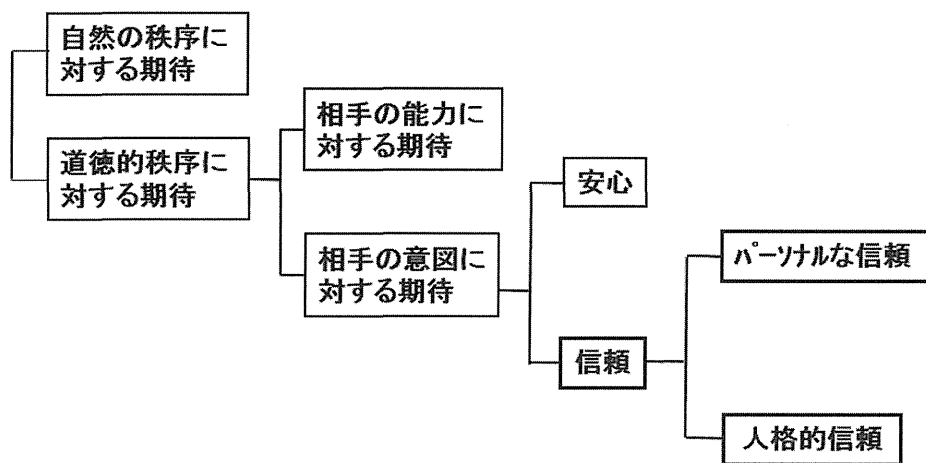 自然の秩序に
対する期待
道徳的秩序に
対する期待
相手の能力に
対する期待
相手の意図に
対する期待
安心
信頼
ﾊﾟｰｿﾅﾙな信頼
人格的信頼